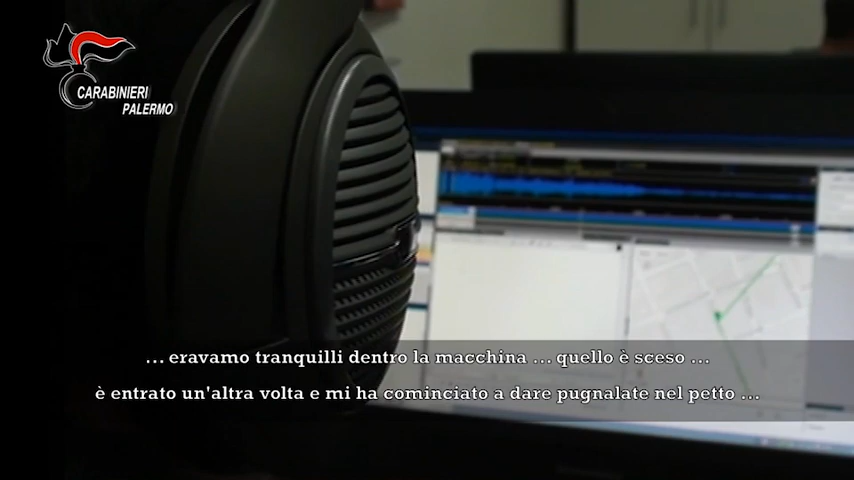 CARABINIERI
PALERMO
... eravamo tranquilli dentro la macchina ... quello è sceso ...
è entrato un'altra volta e mi ha cominciato a dare pugnalate nel petto ...